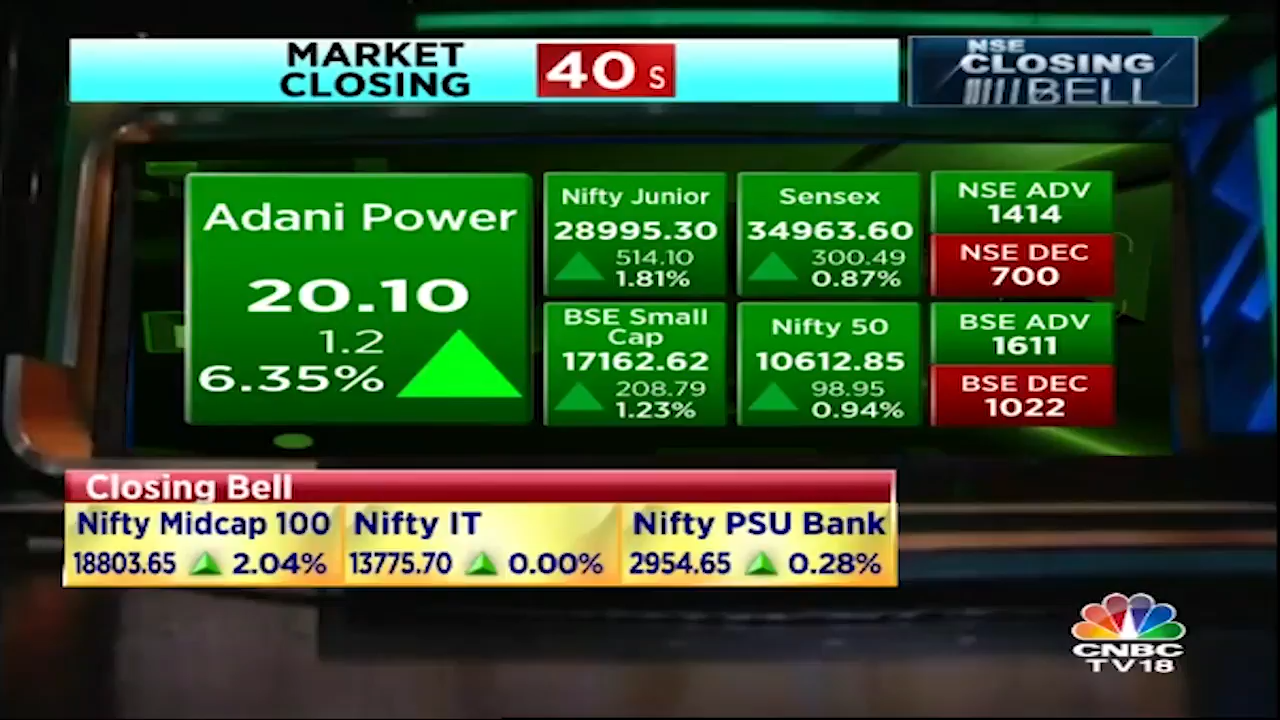 MARKET
CLOSING
40 S
NSE
CLOSING
BELL
Adani Power
20.10
1.2
6.35%
Nifty Junior
28995.30
514.10
1.81%
Sensex
34963.60
300.49
0.87%
NSE ADV
1414
NSE DEC
700
BSE Small
Cap
17162.62
208.79
1.23%
Nifty 50
10612.85
98.95
0.94%
BSE ADV
1611
BSE DEC
1022
Closing Bell
Nifty Midcap 100
18803.65 2.04%
Nifty IT
13775.70 0.00%
Nifty PSU Bank
2954.65 0.28%
CNBC
TV18